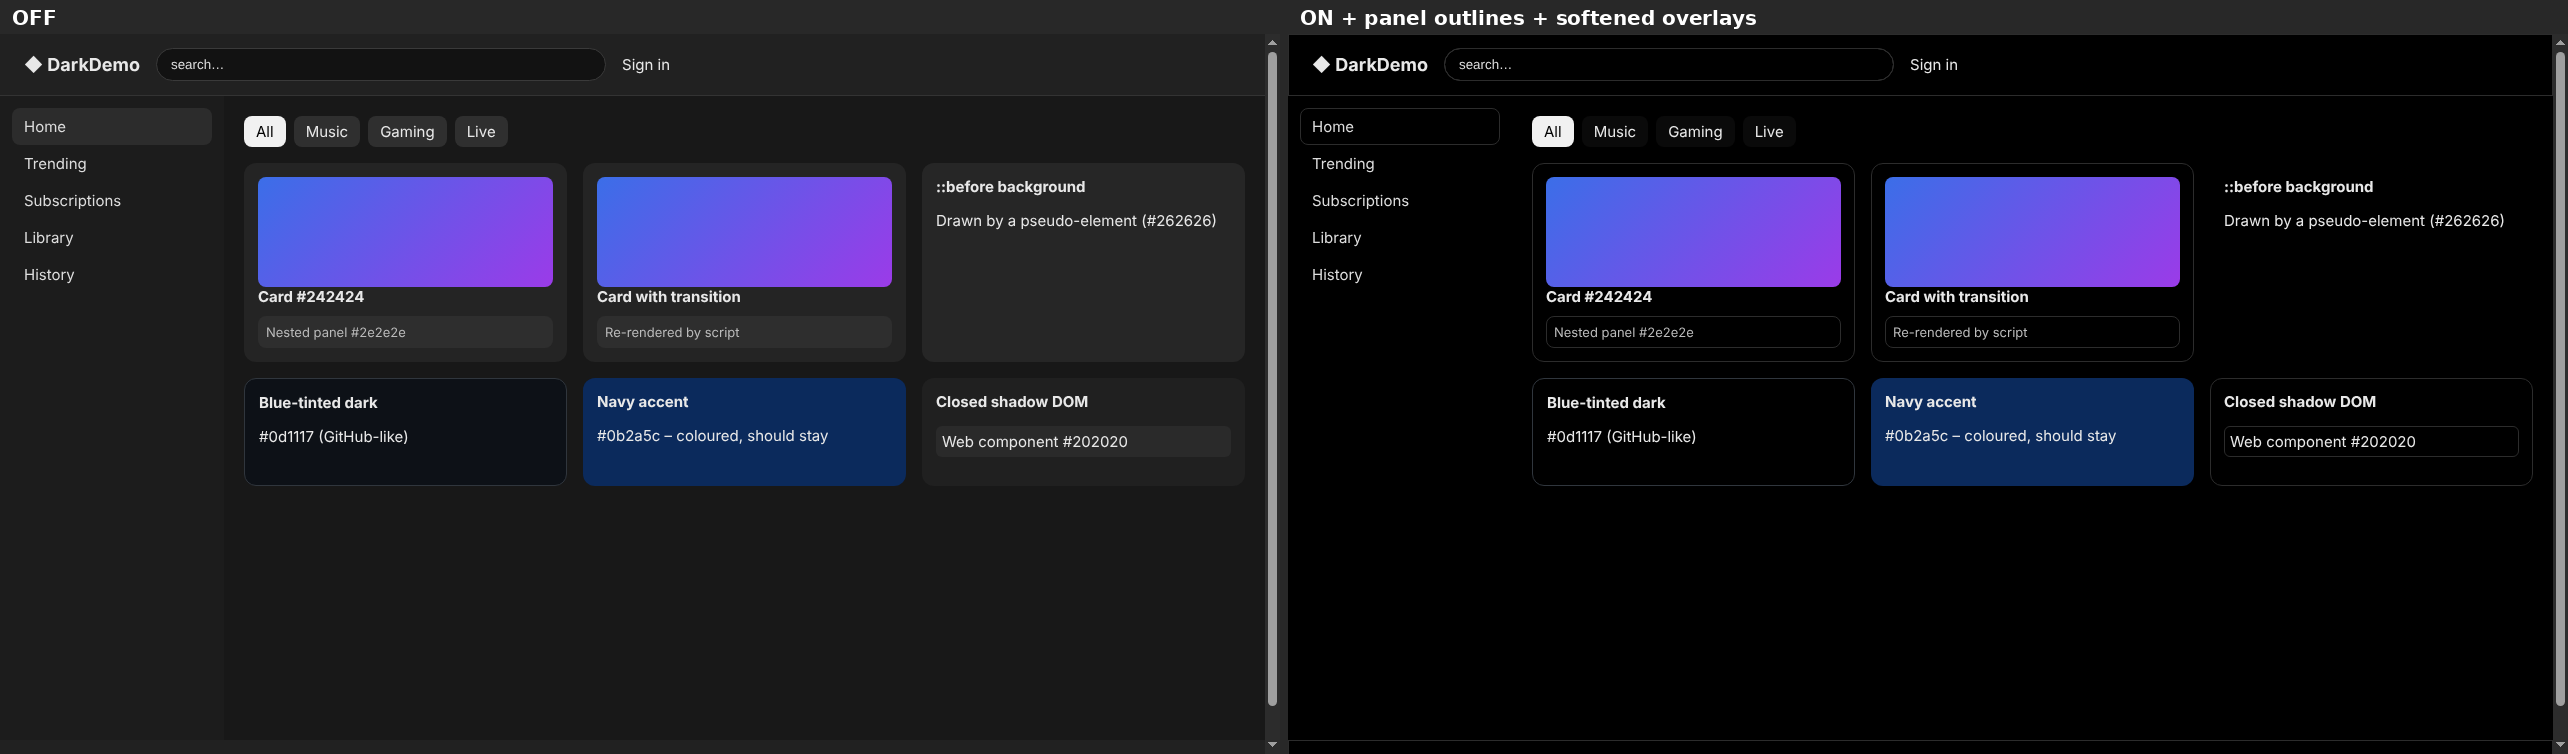 OFF
◆ DarkDemo search... Sign in
Home
Trending
Subscriptions
Library
History
All Music Gaming Live
Card #242424
Nested panel #2e2e2e
Card with transition
Re-rendered by script
::before background
Drawn by a pseudo-element (#262626)
Blue-tinted dark
#0d1117 (GitHub-like)
Navy accent
#0b2a5c – coloured, should stay
Closed shadow DOM
Web component #202020
ON + panel outlines + softened overlays
◆ DarkDemo search... Sign in
Home
Trending
Subscriptions
Library
History
All Music Gaming Live
Card #242424
Nested panel #2e2e2e
Card with transition
Re-rendered by script
::before background
Drawn by a pseudo-element (#262626)
Blue-tinted dark
#0d1117 (GitHub-like)
Navy accent
#0b2a5c – coloured, should stay
Closed shadow DOM
Web component #202020